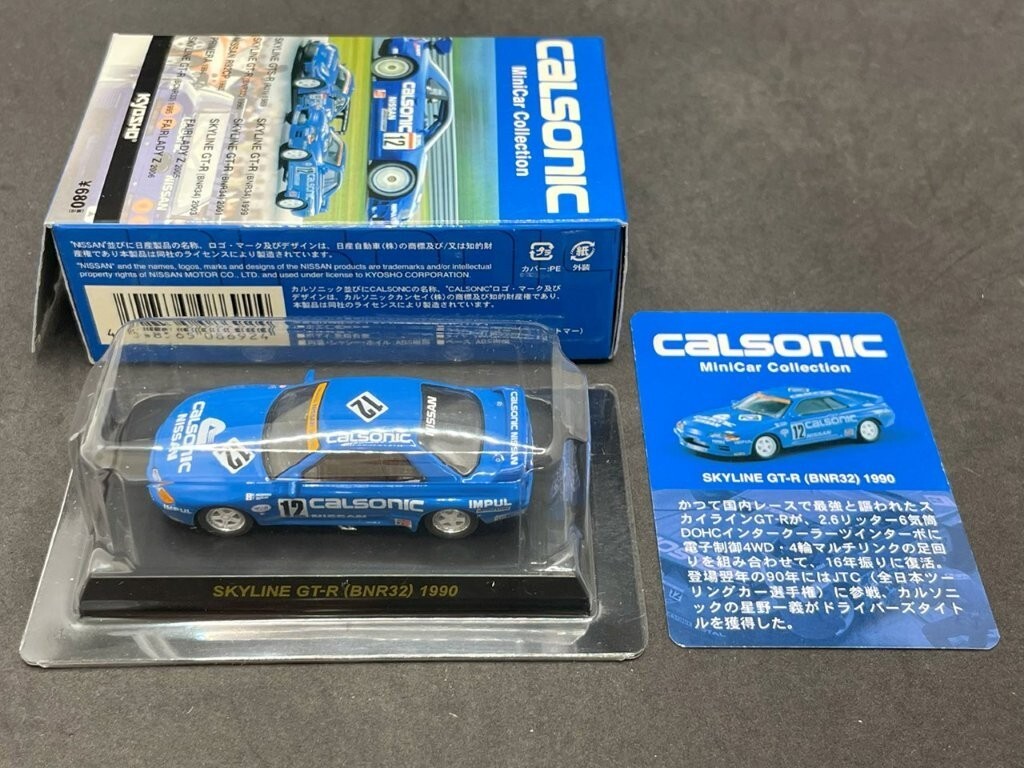 CALSONIC
MiniCar Collection
CALSONIC
NISSAN
12
SKYLINE GT-R (BNR34) 1999
SKYLINE GT-R (BNR34) 2001
SKYLINE GT-R (BNR34) 2003
FAIRLADY Z 2005
FAIRLADY Z 2006
KYOSHO
¥680
"NISSAN"並びに日産製品の名称、ロゴ・マーク及びデザインは、日産自動車(株)の商標及び/又は知的財
産権であり本製品は同社のライセンスにより製造されています。
"NISSAN" and the names, logos, marks and designs of the NISSAN products are trademarks and/or intellectual
property rights of NISSAN MOTOR CO., LTD. and used under license to KYOSHO CORPORATION.
カルソニック並びにCALSONICの名称、"CALSONIC"ロゴ・マーク及び
デザインは、カルソニックカンセイ(株)の商標及び知的財産権であり、
本製品は同社のライセンスにより製造されています。
プラ
カバー:PE
紙
外装
CALSONIC
NISSAN
12
12
CALSONIC
NISSAN
CALSONIC NISSAN
12 CALSONIC
NISSAN
IMPUL
IMPUL
SKYLINE GT-R (BNR32) 1990
CALSONIC
MiniCar Collection
12
NISSAN
SKYLINE GT-R (BNR32) 1990
かつて国内レースで最強と謳われたス
カイラインGT-Rが、2.6リッター6気筒
DOHCインタークーラーツインターボに
電子制御4WD・4輪マルチリンクの足回
りを組み合わせて、16年振りに復活。
登場翌年の90年にはJTC(全日本ツー
リングカー選手権)に参戦、カルソニ
ックの星野一義がドライバーズタイト
ルを獲得した。